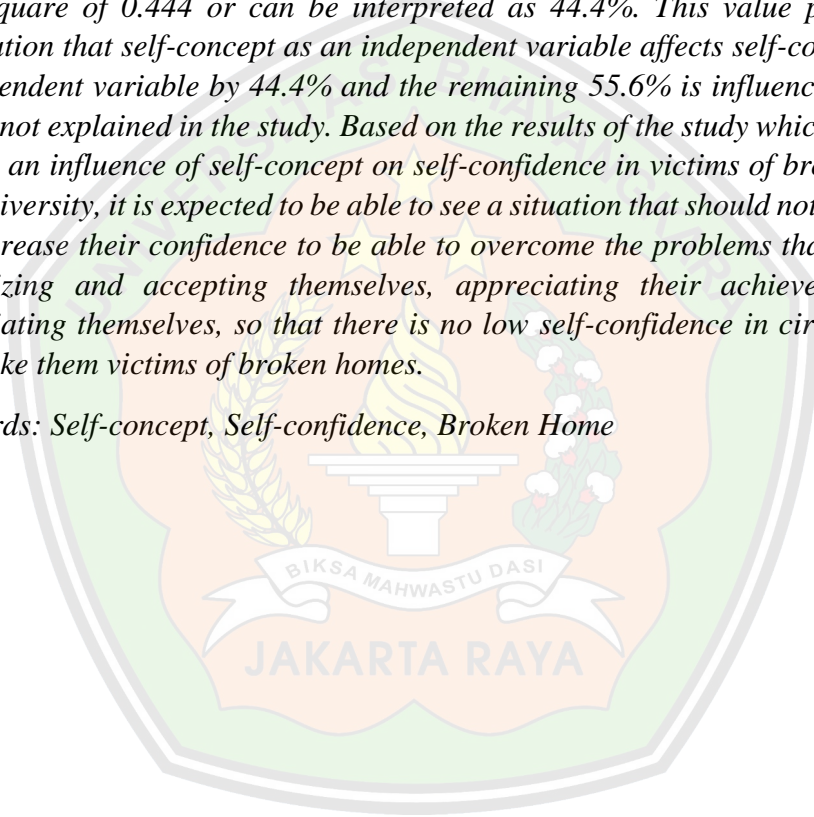 quare of 0.444 or can be interpreted as 44.4%. This value p
ution that self-concept as an independent variable affects self-co
endent variable by 44.4% and the remaining 55.6% is influenc
not explained in the study. Based on the results of the study which
an influence of self-concept on self-confidence in victims of bro
iversity, it is expected to be able to see a situation that should not
rease their confidence to be able to overcome the problems tha
izing and accepting themselves, appreciating their achieve
iating themselves, so that there is no low self-confidence in cir
ke them victims of broken homes.
rds: Self-concept, Self-confidence, Broken Home
UNIVERSITAS BHAYANGKARA
BIKSA MAHWASTU DASI
JAKARTA RAYA